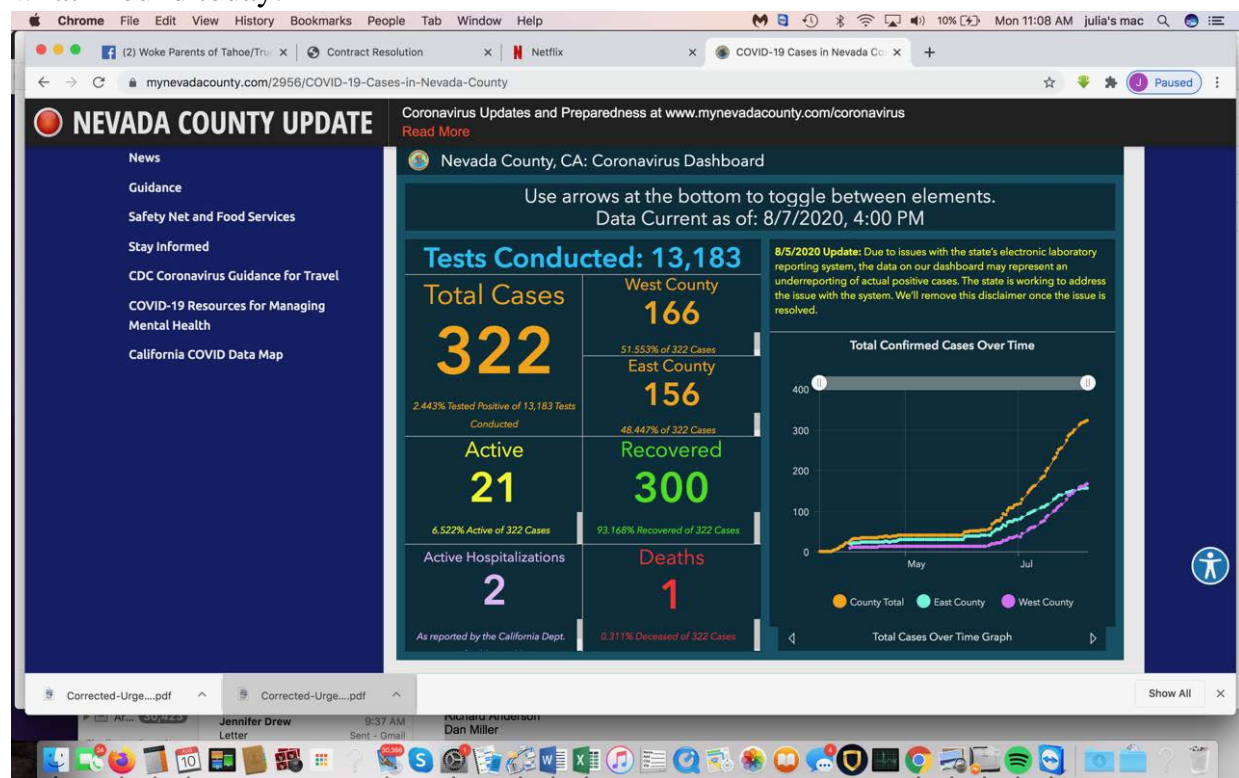 Chrome File Edit View History Bookmarks People Tab Window Help 10% Mon 11:08 AM julia's mac
(2) Woke Parents of Tahoe/Tru Contract Resolution Netflix COVID-19 Cases in Nevada Co
mynevadacounty.com/2956/COVID-19-Cases-in-Nevada-County J Paused
NEVADA COUNTY UPDATE
Coronavirus Updates and Preparedness at www.mynevadacounty.com/coronavirus
Read More
News
Guidance
Safety Net and Food Services
Stay Informed
CDC Coronavirus Guidance for Travel
COVID-19 Resources for Managing
Mental Health
California COVID Data Map
Nevada County, CA: Coronavirus Dashboard
Use arrows at the bottom to toggle between elements.
Data Current as of: 8/7/2020, 4:00 PM
Tests Conducted: 13,183
Total Cases
322
2.443% Tested Positive of 13,183 Tests
Conducted
West County
166
51.553% of 322 Cases
East County
156
48.447% of 322 Cases
Active
21
6.522% Active of 322 Cases
Recovered
300
93.168% Recovered of 322 Cases
Active Hospitalizations
2
As reported by the California Dept.
Deaths
1
0.311% Deceased of 322 Cases
8/5/2020 Update: Due to issues with the state's electronic laboratory
reporting system, the data on our dashboard may represent an
underreporting of actual positive cases. The state is working to address
the issue with the system. We'll remove this disclaimer once the issue is
resolved.
Total Confirmed Cases Over Time
400
300
200
100
0
May Jul
County Total East County West County
Total Cases Over Time Graph
Corrected-Urge....pdf Corrected-Urge....pdf Show All
Ar... 30,423
Jennifer Drew 9:37 AM
Letter Sent - Gmail
Richard Anderson
Dan Miller